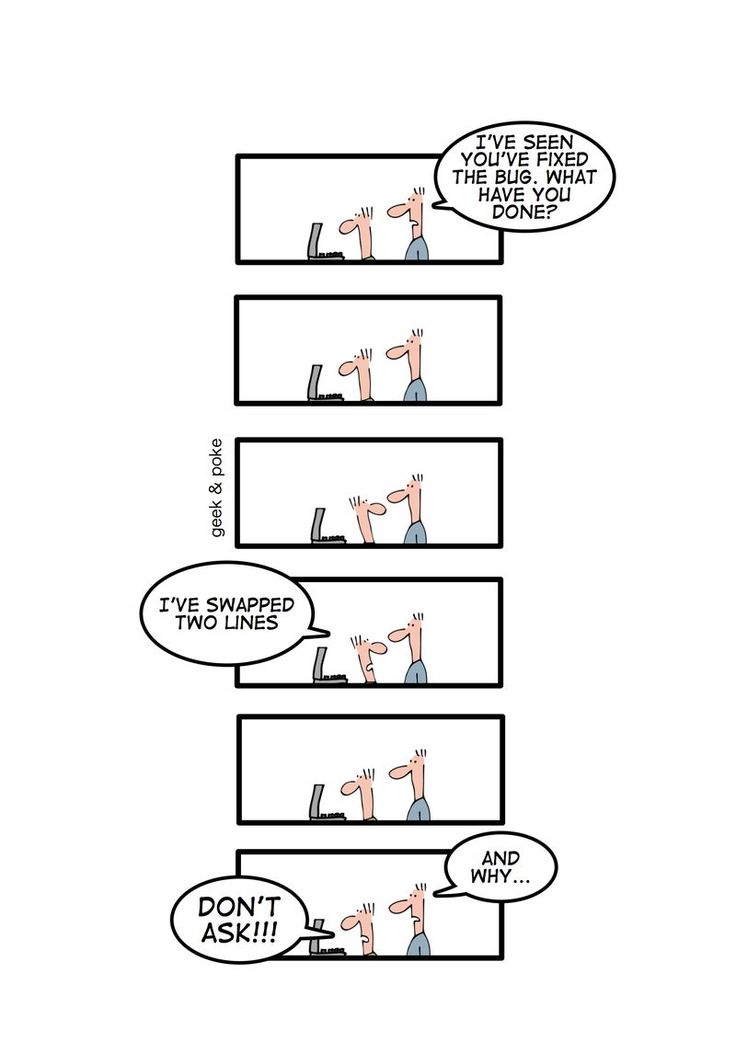 I'VE SEEN
YOU'VE FIXED
THE BUG. WHAT
HAVE YOU
DONE?
geek & poke
I'VE SWAPPED
TWO LINES
AND
WHY...
DON'T
ASK!!!